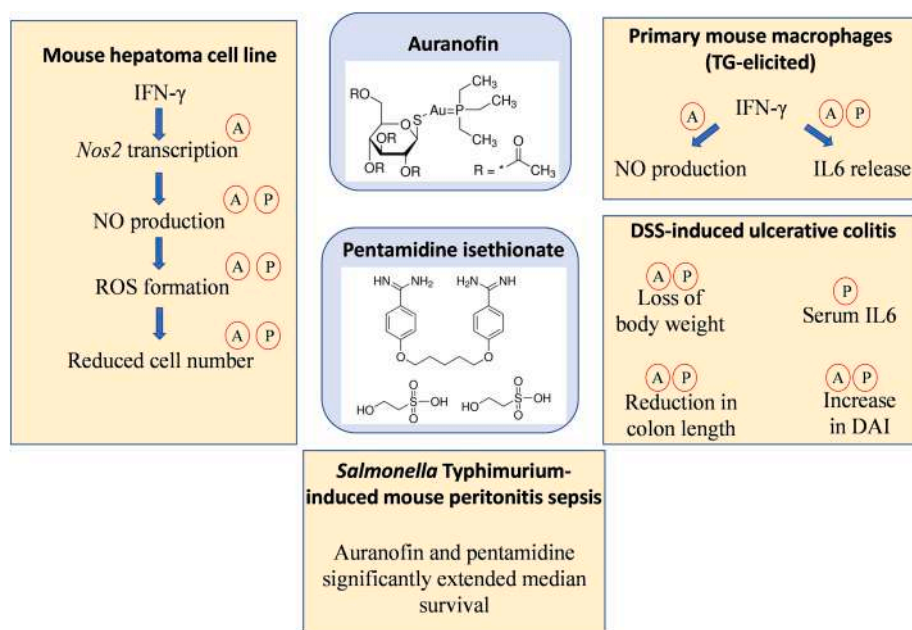 Mouse hepatoma cell line
IFN-γ
A
Nos2 transcription
A P
NO production
A P
ROS formation
A P
Reduced cell number
Auranofin
CH3
RO
Au=P
CH3
S
O
CH3
RO
O
RO
OR
R = * CH3
Pentamidine isethionate
HN NH2 H2N NH
O O
O O
S OH S OH
HO O HO O
Primary mouse macrophages
(TG-elicited)
A IFN-γ A P
NO production IL6 release
DSS-induced ulcerative colitis
A P
Loss of
body weight
P
Serum IL6
A P
Reduction in
colon length
A P
Increase
in DAI
Salmonella Typhimurium-
induced mouse peritonitis sepsis
Auranofin and pentamidine
significantly extended median
survival